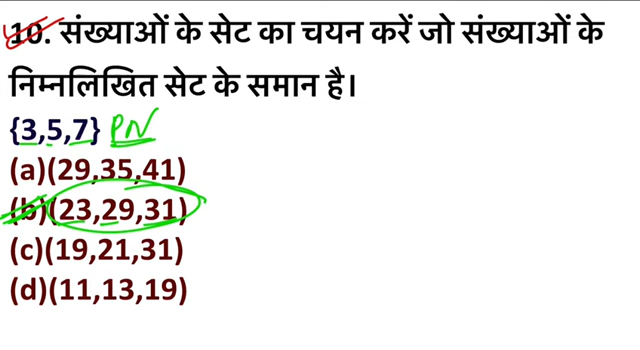 10. संख्याओं के सेट का चयन करें जो संख्याओं के
निम्नलिखित सेट के समान है।
{3,5,7} PN
(a)(29,35,41)
(b)(23,29,31)
(c)(19,21,31)
(d)(11,13,19)